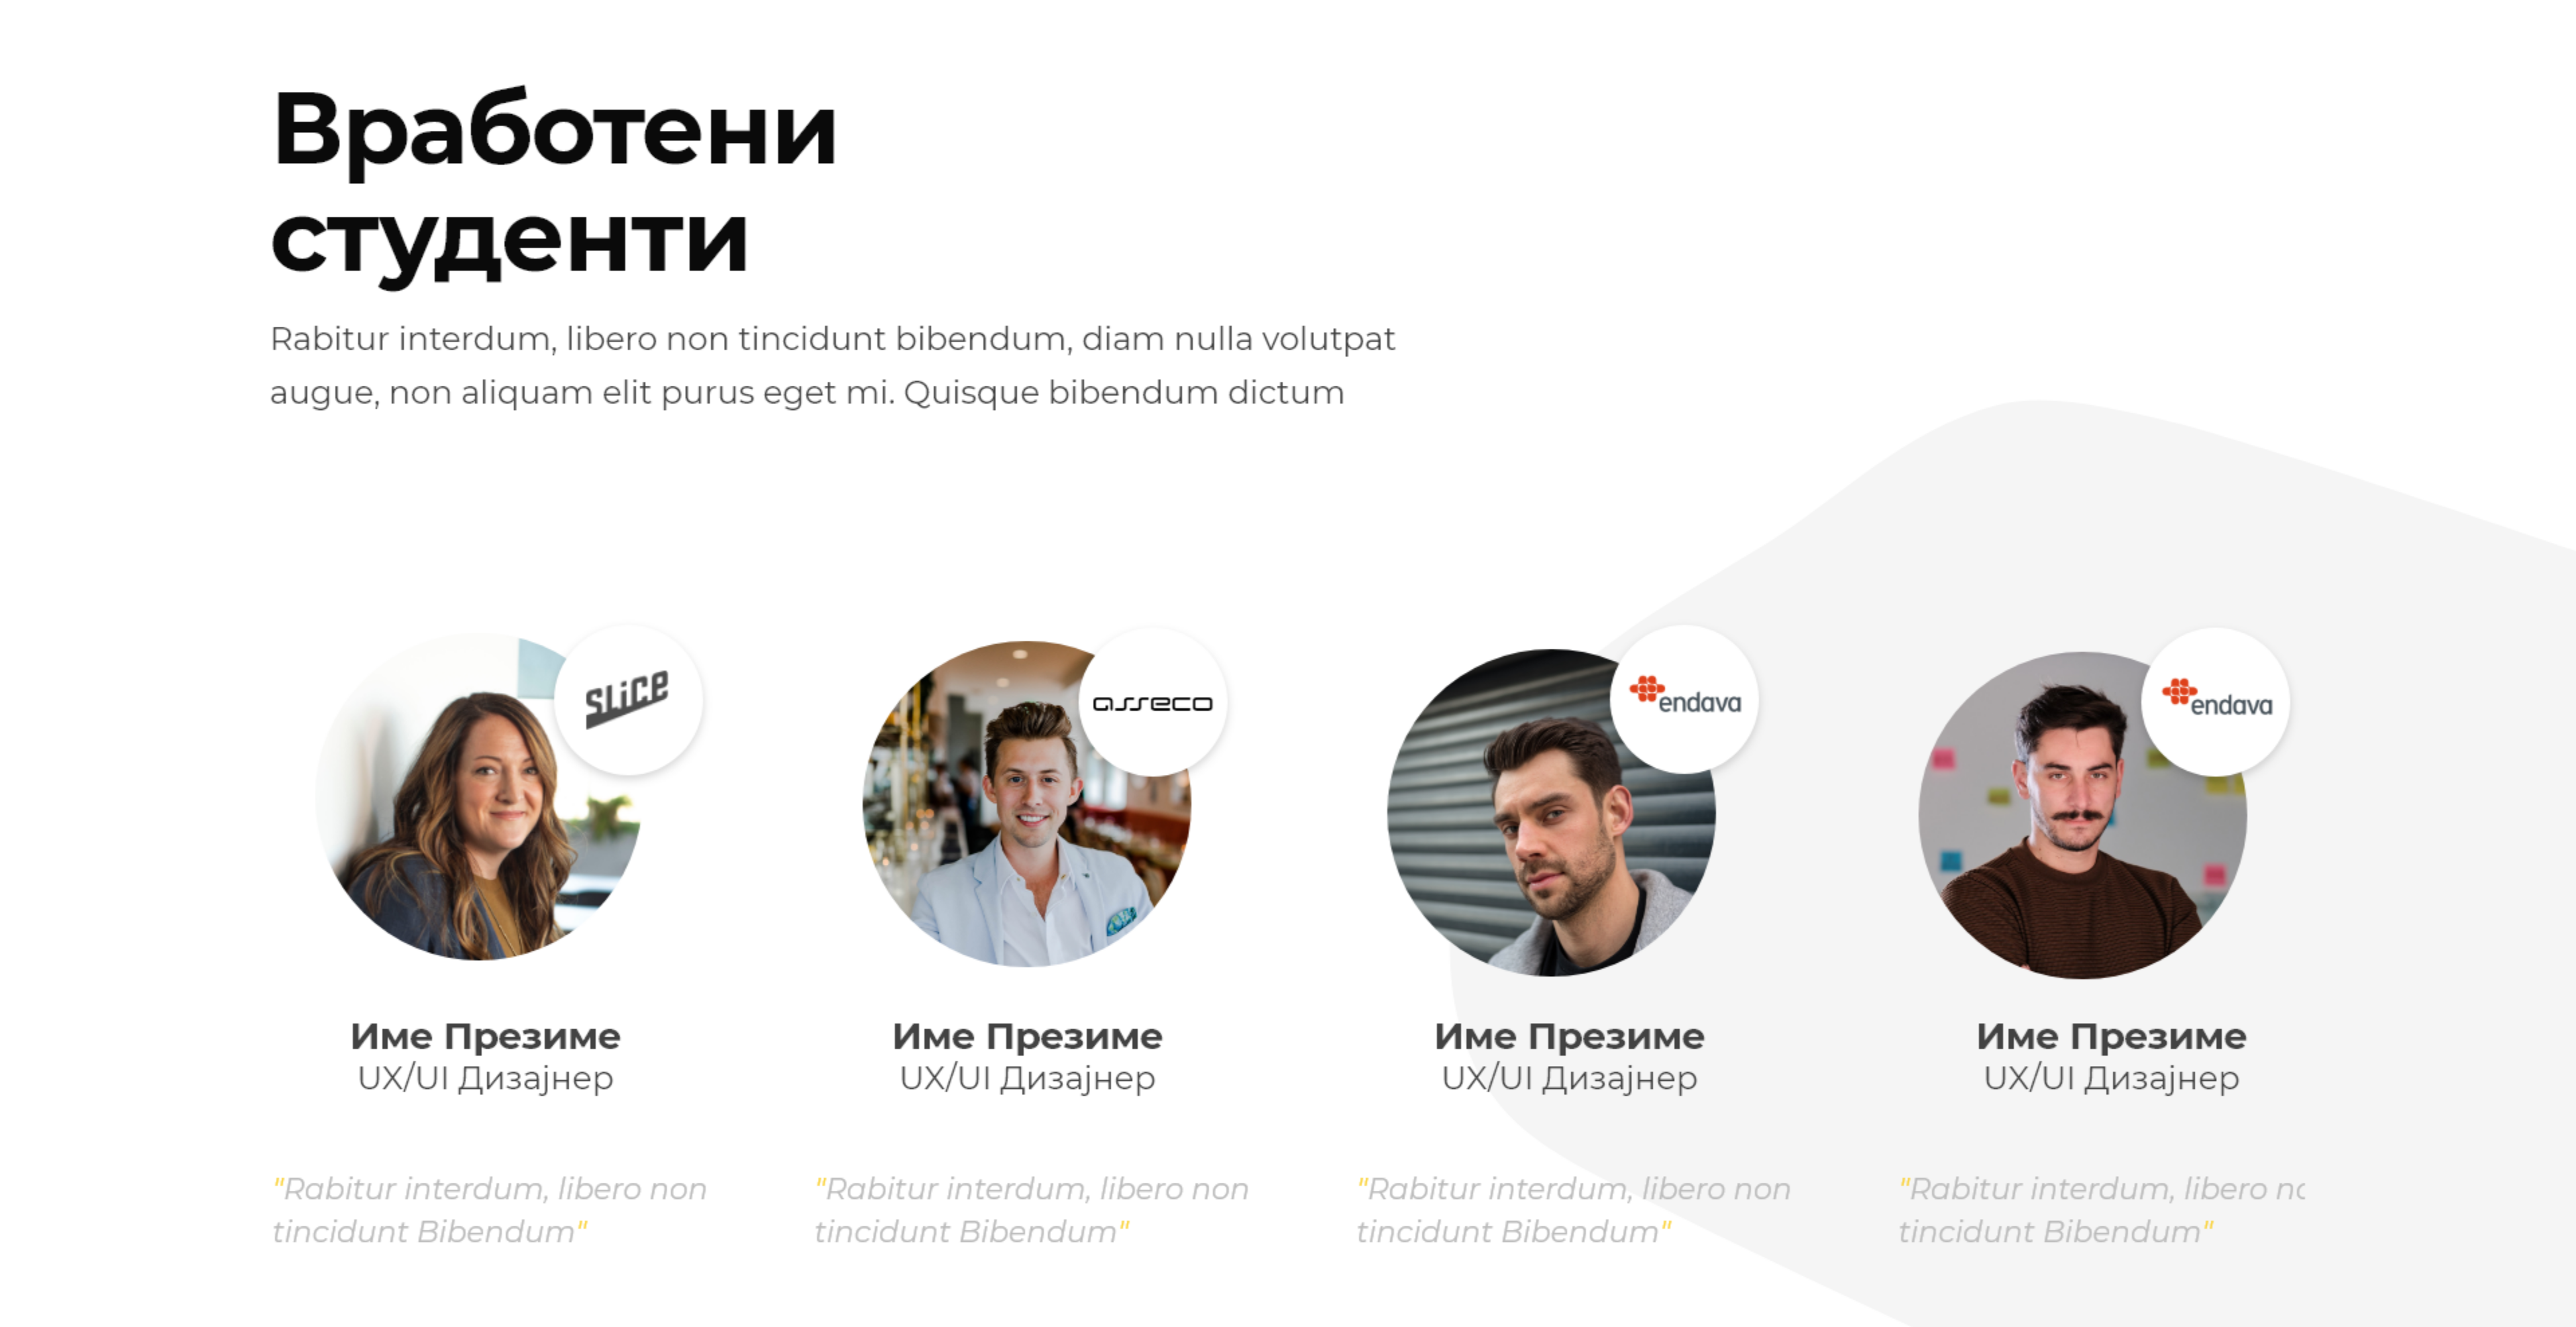 Вработени
студенти
Rabitur interdum, libero non tincidunt bibendum, diam nulla volutpat
augue, non aliquam elit purus eget mi. Quisque bibendum dictum
SLiCE
asseco
endava
endava
Име Презиме
UX/UI Дизајнер
Име Презиме
UX/UI Дизајнер
Име Презиме
UX/UI Дизајнер
Име Презиме
UX/UI Дизајнер
"Rabitur interdum, libero non
tincidunt Bibendum"
"Rabitur interdum, libero non
tincidunt Bibendum"
"Rabitur interdum, libero non
tincidunt Bibendum"
"Rabitur interdum, libero
tincidunt Bibendum"